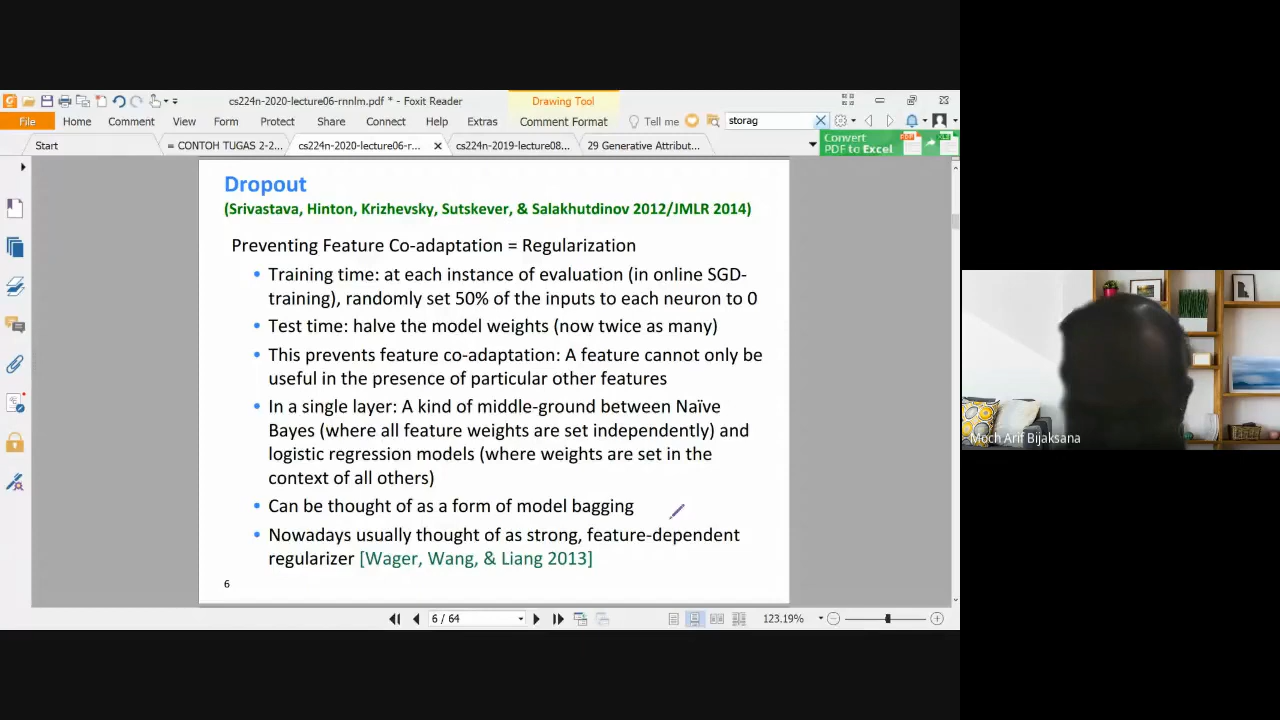 cs224n-2020-lecture06-rnnlm.pdf * - Foxit Reader
Drawing Tool
File Home Comment View Form Protect Share Connect Help Extras Comment Format Tell me storag
Start = CONTOH TUGAS 2-2... cs224n-2020-lecture06-r... cs224n-2019-lecture08... 29 Generative Attribut...
Convert
PDF to Excel
Dropout
(Srivastava, Hinton, Krizhevsky, Sutskever, & Salakhutdinov 2012/JMLR 2014)
Preventing Feature Co-adaptation = Regularization
• Training time: at each instance of evaluation (in online SGD-
training), randomly set 50% of the inputs to each neuron to 0
• Test time: halve the model weights (now twice as many)
• This prevents feature co-adaptation: A feature cannot only be
useful in the presence of particular other features
• In a single layer: A kind of middle-ground between Naïve
Bayes (where all feature weights are set independently) and
logistic regression models (where weights are set in the
context of all others)
• Can be thought of as a form of model bagging
• Nowadays usually thought of as strong, feature-dependent
regularizer [Wager, Wang, & Liang 2013]
6
6 / 64
123.19%
Moch Arif Bijaksana